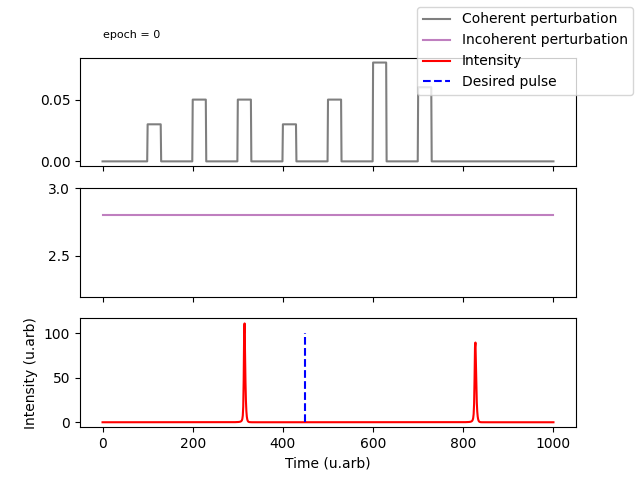 epoch = 0
Coherent perturbation
Incoherent perturbation
Intensity
Desired pulse
0.05
0.00
3.0
2.5
Intensity (u.arb)
100
50
0
0 200 400 600 800 1000
Time (u.arb)